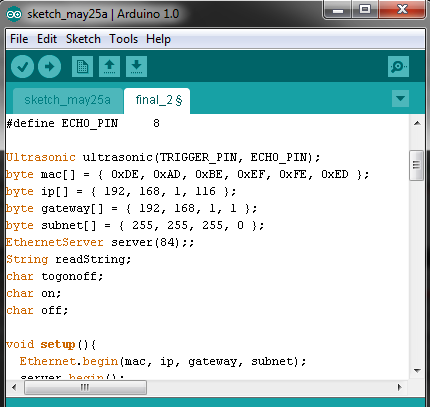 sketch_may25a | Arduino 1.0
File Edit Sketch Tools Help
sketch_may25a final_2 §
#define ECHO_PIN 8
Ultrasonic ultrasonic(TRIGGER_PIN, ECHO_PIN);
byte mac[] = { 0xDE, 0xAD, 0xBE, 0xEF, 0xFE, 0xED };
byte ip[] = { 192, 168, 1, 116 };
byte gateway[] = { 192, 168, 1, 1 };
byte subnet[] = { 255, 255, 255, 0 };
EthernetServer server(84);;
String readString;
char togonoff;
char on;
char off;
void setup(){
Ethernet.begin(mac, ip, gateway, subnet);
server.begin();